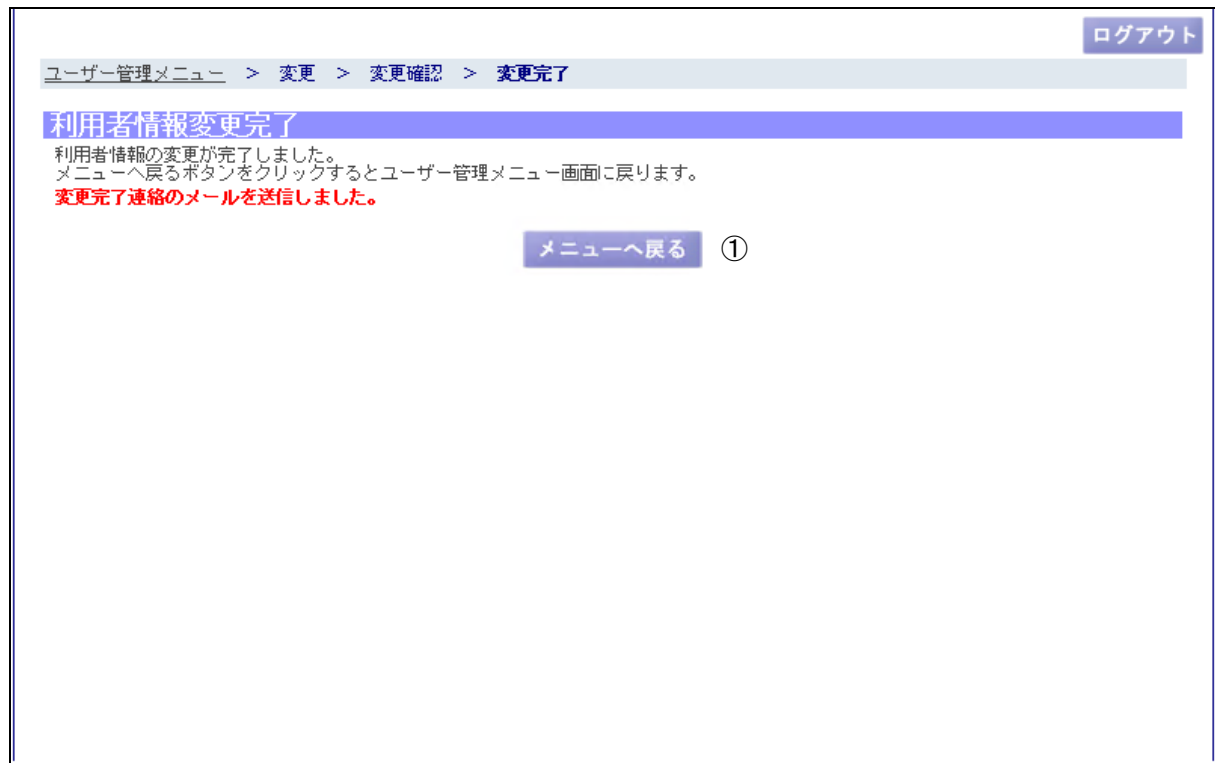 ログアウト
ユーザー管理メニュー > 変更 > 変更確認 > 変更完了
利用者情報変更完了
利用者情報の変更が完了しました。
メニューへ戻るボタンをクリックするとユーザー管理メニュー画面に戻ります。
変更完了連絡のメールを送信しました。
メニューへ戻る ①